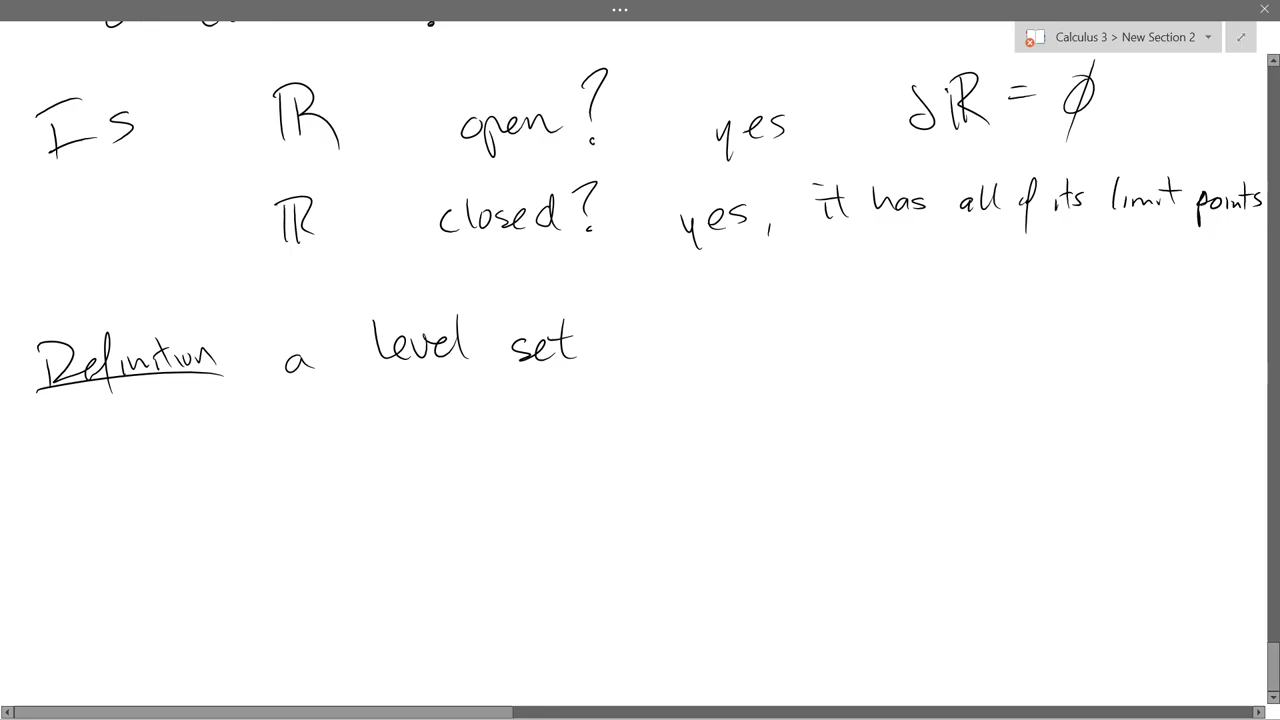 Calculus 3 > New Section 2
Is ℝ open? yes ∂ℝ = ∅
ℝ closed? yes, it has all of its limit points
Definition a level set